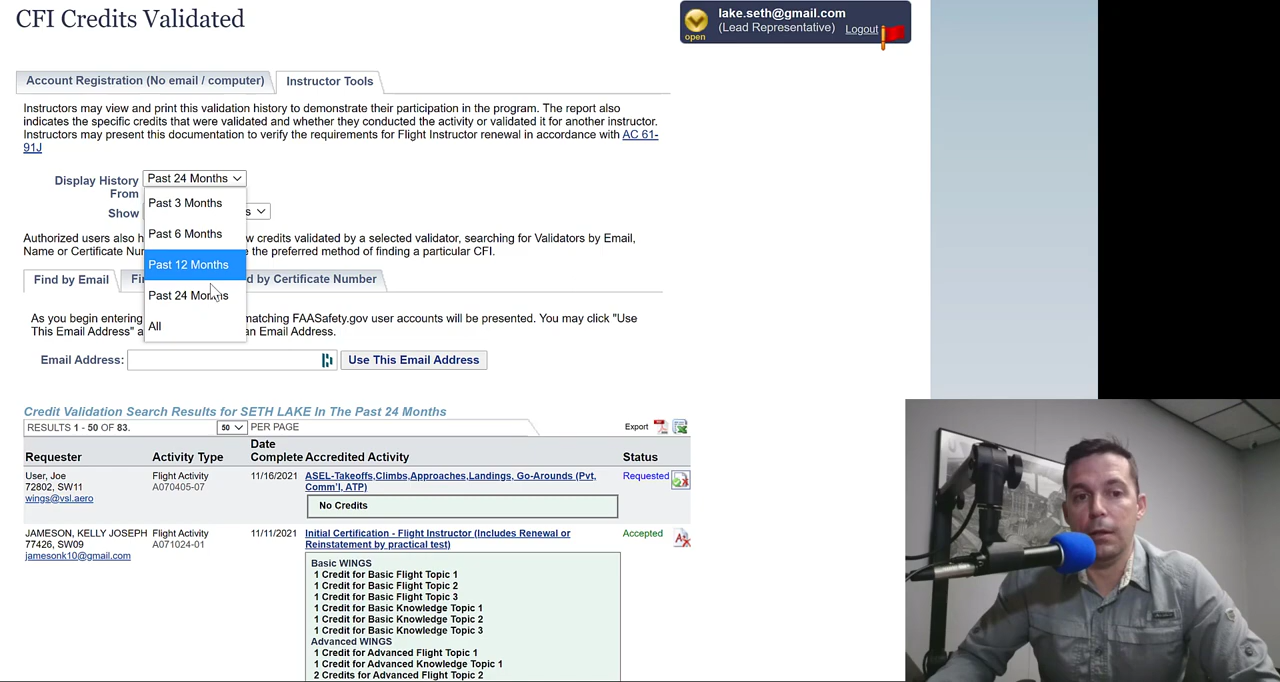 CFI Credits Validated
lake.seth@gmail.com
(Lead Representative)
Logout
open
Account Registration (No email / computer)
Instructor Tools
Instructors may view and print this validation history to demonstrate their participation in the program. The report also
indicates the specific credits that were validated and whether they conducted the activity or validated it for another instructor.
Instructors may present this documentation to verify the requirements for Flight Instructor renewal in accordance with AC 61-
91J
Display History
From
Past 24 Months
Past 3 Months
Past 6 Months
Past 12 Months
Past 24 Months
All
Show
s
Authorized users also h
w credits validated by a selected validator, searching for Validators by Email,
Name or Certificate Nu
e the preferred method of finding a particular CFI.
Find by Email
Fi
d by Certificate Number
As you begin entering
matching FAASafety.gov user accounts will be presented. You may click "Use
This Email Address" a
an Email Address.
Email Address:
Use This Email Address
Credit Validation Search Results for SETH LAKE In The Past 24 Months
RESULTS 1 - 50 OF 83.
50
PER PAGE
Export
Requester
Activity Type
Date
Complete
Accredited Activity
Status
User, Joe
72802, SW11
wings@vsl.aero
Flight Activity
A070405-07
11/16/2021
ASEL-Takeoffs,Climbs,Approaches,Landings, Go-Arounds (Pvt,
Comm'l, ATP)
Requested
No Credits
JAMESON, KELLY JOSEPH
77426, SW09
jamesonk10@gmail.com
Flight Activity
A071024-01
11/11/2021
Initial Certification - Flight Instructor (Includes Renewal or
Reinstatement by practical test)
Accepted
Basic WINGS
1 Credit for Basic Flight Topic 1
1 Credit for Basic Flight Topic 2
1 Credit for Basic Flight Topic 3
1 Credit for Basic Knowledge Topic 1
1 Credit for Basic Knowledge Topic 2
1 Credit for Basic Knowledge Topic 3
Advanced WINGS
1 Credit for Advanced Flight Topic 1
1 Credit for Advanced Knowledge Topic 1
2 Credits for Advanced Flight Topic 2